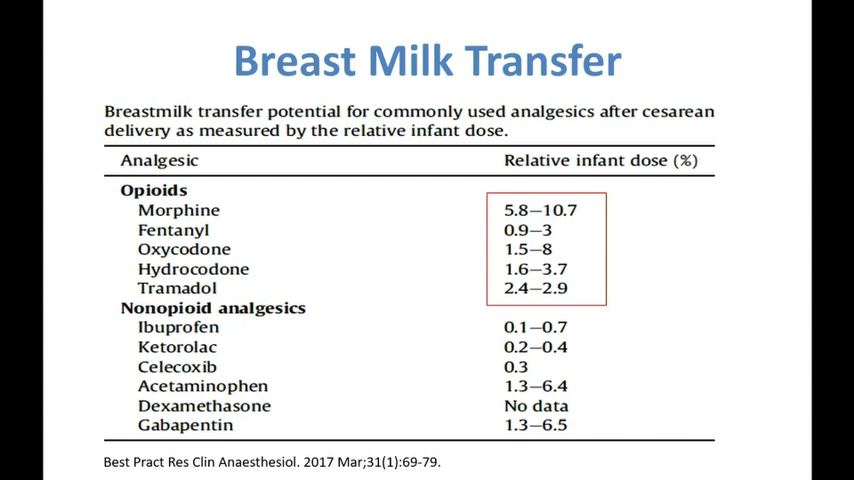 Breast Milk Transfer
Breastmilk transfer potential for commonly used analgesics after cesarean
delivery as measured by the relative infant dose.
Analgesic Relative infant dose (%)
Opioids
Morphine 5.8—10.7
Fentanyl 0.9—3
Oxycodone 1.5—8
Hydrocodone 1.6—3.7
Tramadol 2.4—2.9
Nonopioid analgesics
Ibuprofen 0.1—0.7
Ketorolac 0.2—0.4
Celecoxib 0.3
Acetaminophen 1.3—6.4
Dexamethasone No data
Gabapentin 1.3—6.5
Best Pract Res Clin Anaesthesiol. 2017 Mar;31(1):69-79.